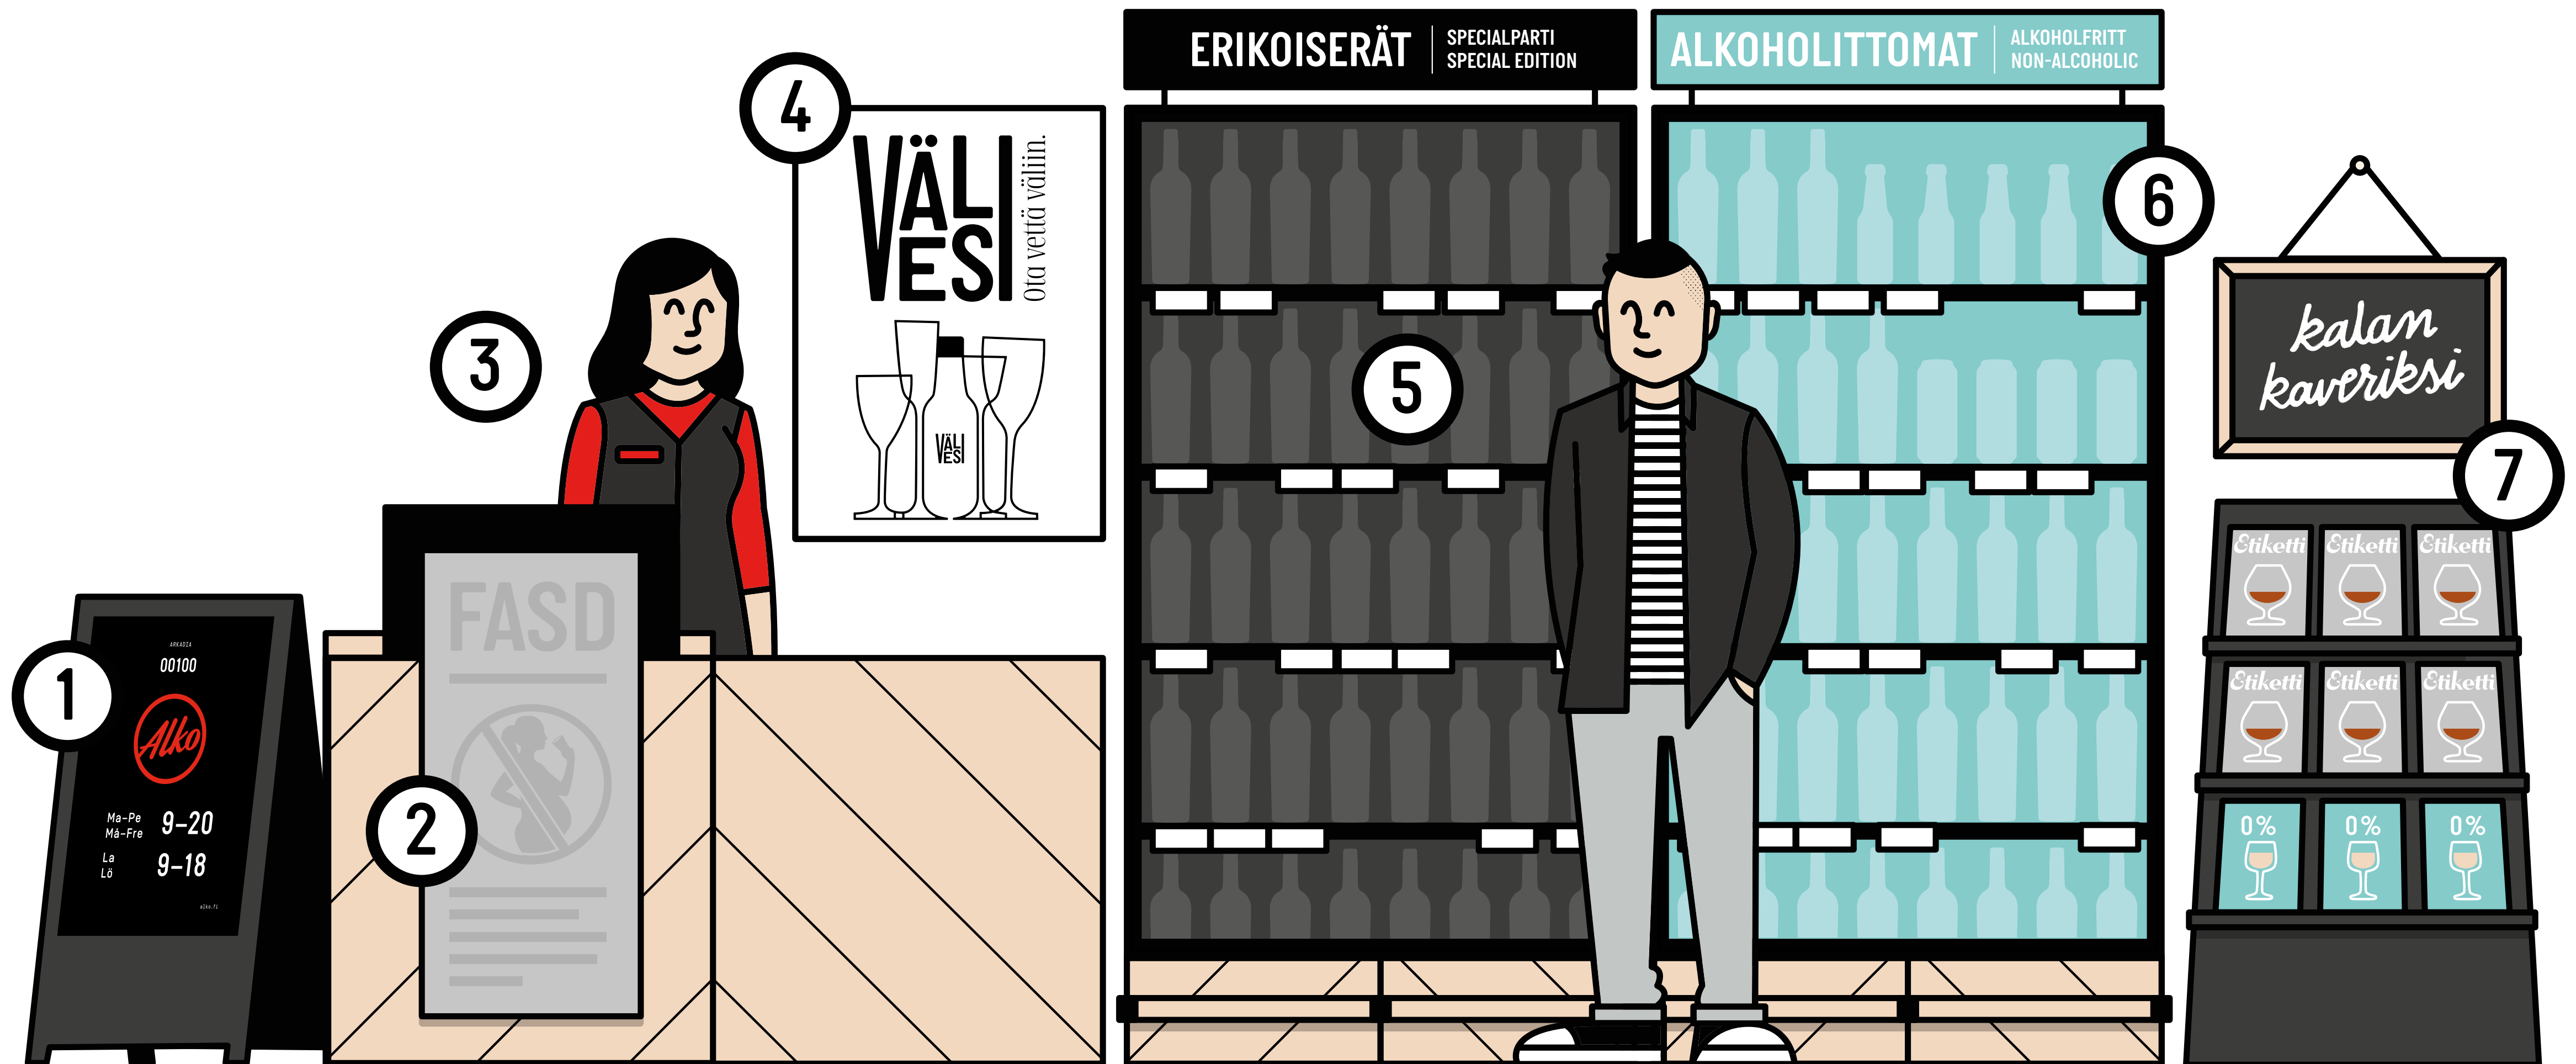 1
ARKADIA
00100
Alko
Ma–Pe
Må–Fre
9–20
La
Lö
9–18
alko.fi
2
FASD
3
4
VÄLI
VESI
Ota vettä väliin.
VÄLI
VESI
ERIKOISERÄT
SPECIALPARTI
SPECIAL EDITION
5
ALKOHOLITTOMAT
ALKOHOLFRITT
NON-ALCOHOLIC
6
kalan
kaveriksi
7
Etiketti Etiketti Etiketti
Etiketti Etiketti Etiketti
0% 0% 0%